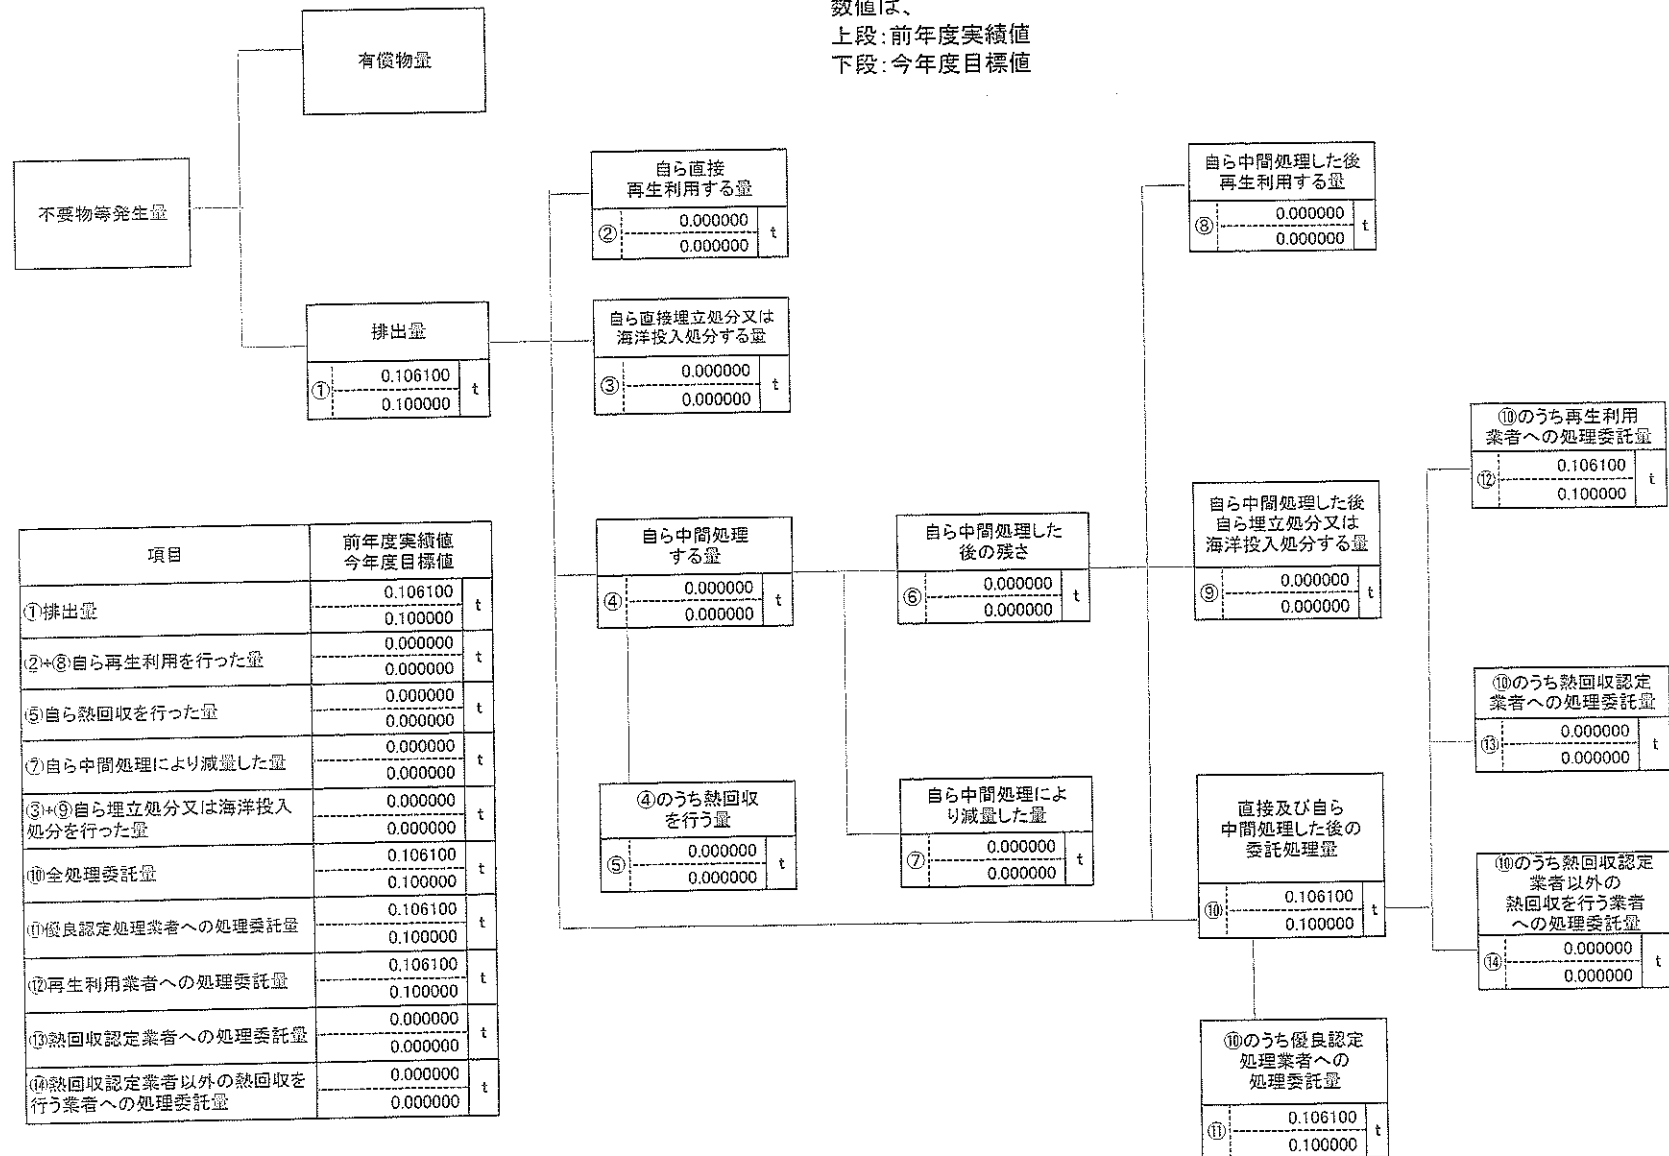 数値は、
上段:前年度実績値
下段:今年度目標値
有償物量
不要物等発生量
排出量
①
0.106100
0.100000
t
自ら直接
再生利用する量
②
0.000000
0.000000
t
自ら直接埋立処分又は
海洋投入処分する量
③
0.000000
0.000000
t
自ら中間処理
する量
④
0.000000
0.000000
t
④のうち熱回収
を行う量
⑤
0.000000
0.000000
t
自ら中間処理した
後の残さ
⑥
0.000000
0.000000
t
自ら中間処理によ
り減量した量
⑦
0.000000
0.000000
t
自ら中間処理した後
再生利用する量
⑧
0.000000
0.000000
t
自ら中間処理した後
自ら埋立処分又は
海洋投入処分する量
⑨
0.000000
0.000000
t
直接及び自ら
中間処理した後の
委託処理量
⑩
0.106100
0.100000
t
⑩のうち優良認定
処理業者への
処理委託量
⑪
0.106100
0.100000
t
⑩のうち再生利用
業者への処理委託量
⑫
0.106100
0.100000
t
⑩のうち熱回収認定
業者への処理委託量
⑬
0.000000
0.000000
t
⑩のうち熱回収認定
業者以外の
熱回収を行う業者
への処理委託量
⑭
0.000000
0.000000
t
項目
前年度実績値
今年度目標値
①排出量
0.106100
0.100000
t
②+⑧自ら再生利用を行った量
0.000000
0.000000
t
⑤自ら熱回収を行った量
0.000000
0.000000
t
⑦自ら中間処理により減量した量
0.000000
0.000000
t
③+⑨自ら埋立処分又は海洋投入
処分を行った量
0.000000
0.000000
t
⑩全処理委託量
0.106100
0.100000
t
⑪優良認定処理業者への処理委託量
0.106100
0.100000
t
⑫再生利用業者への処理委託量
0.106100
0.100000
t
⑬熱回収認定業者への処理委託量
0.000000
0.000000
t
⑭熱回収認定業者以外の熱回収を
行う業者への処理委託量
0.000000
0.000000
t